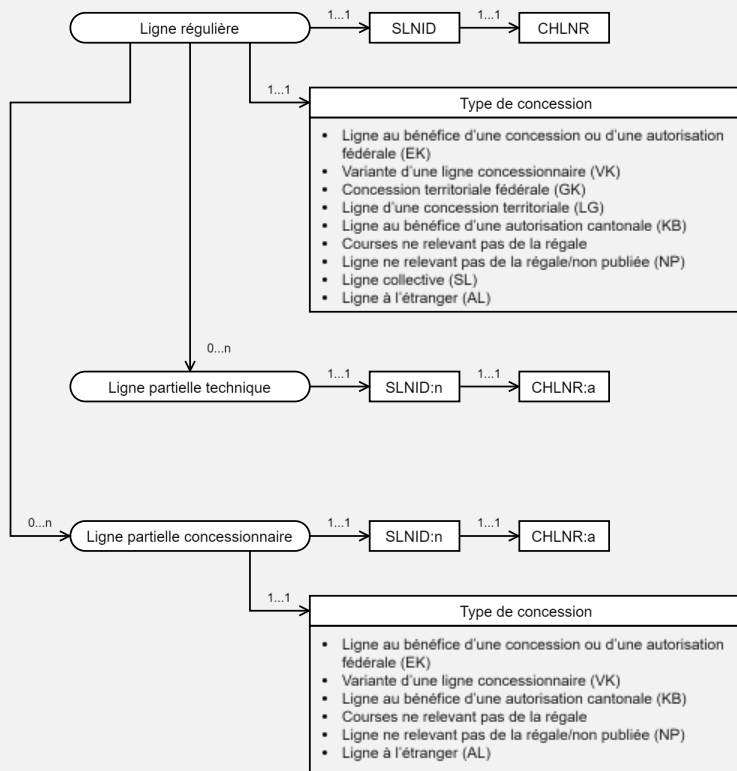 Ligne régulière
1...1
SLNID
1...1
CHLNR
1...1
Type de concession
• Ligne au bénéfice d'une concession ou d'une autorisation
fédérale (EK)
• Variante d'une ligne concessionnaire (VK)
• Concession territoriale fédérale (GK)
• Ligne d'une concession territoriale (LG)
• Ligne au bénéfice d'une autorisation cantonale (KB)
• Courses ne relevant pas de la régale
• Ligne ne relevant pas de la régale/non publiée (NP)
• Ligne collective (SL)
• Ligne à l'étranger (AL)
0...n
Ligne partielle technique
1...1
SLNID:n
1...1
CHLNR:a
0...n
Ligne partielle concessionnaire
1...1
SLNID:n
1...1
CHLNR:a
1...1
Type de concession
• Ligne au bénéfice d'une concession ou d'une autorisation
fédérale (EK)
• Variante d'une ligne concessionnaire (VK)
• Ligne au bénéfice d'une autorisation cantonale (KB)
• Courses ne relevant pas de la régale
• Ligne ne relevant pas de la régale/non publiée (NP)
• Ligne à l'étranger (AL)